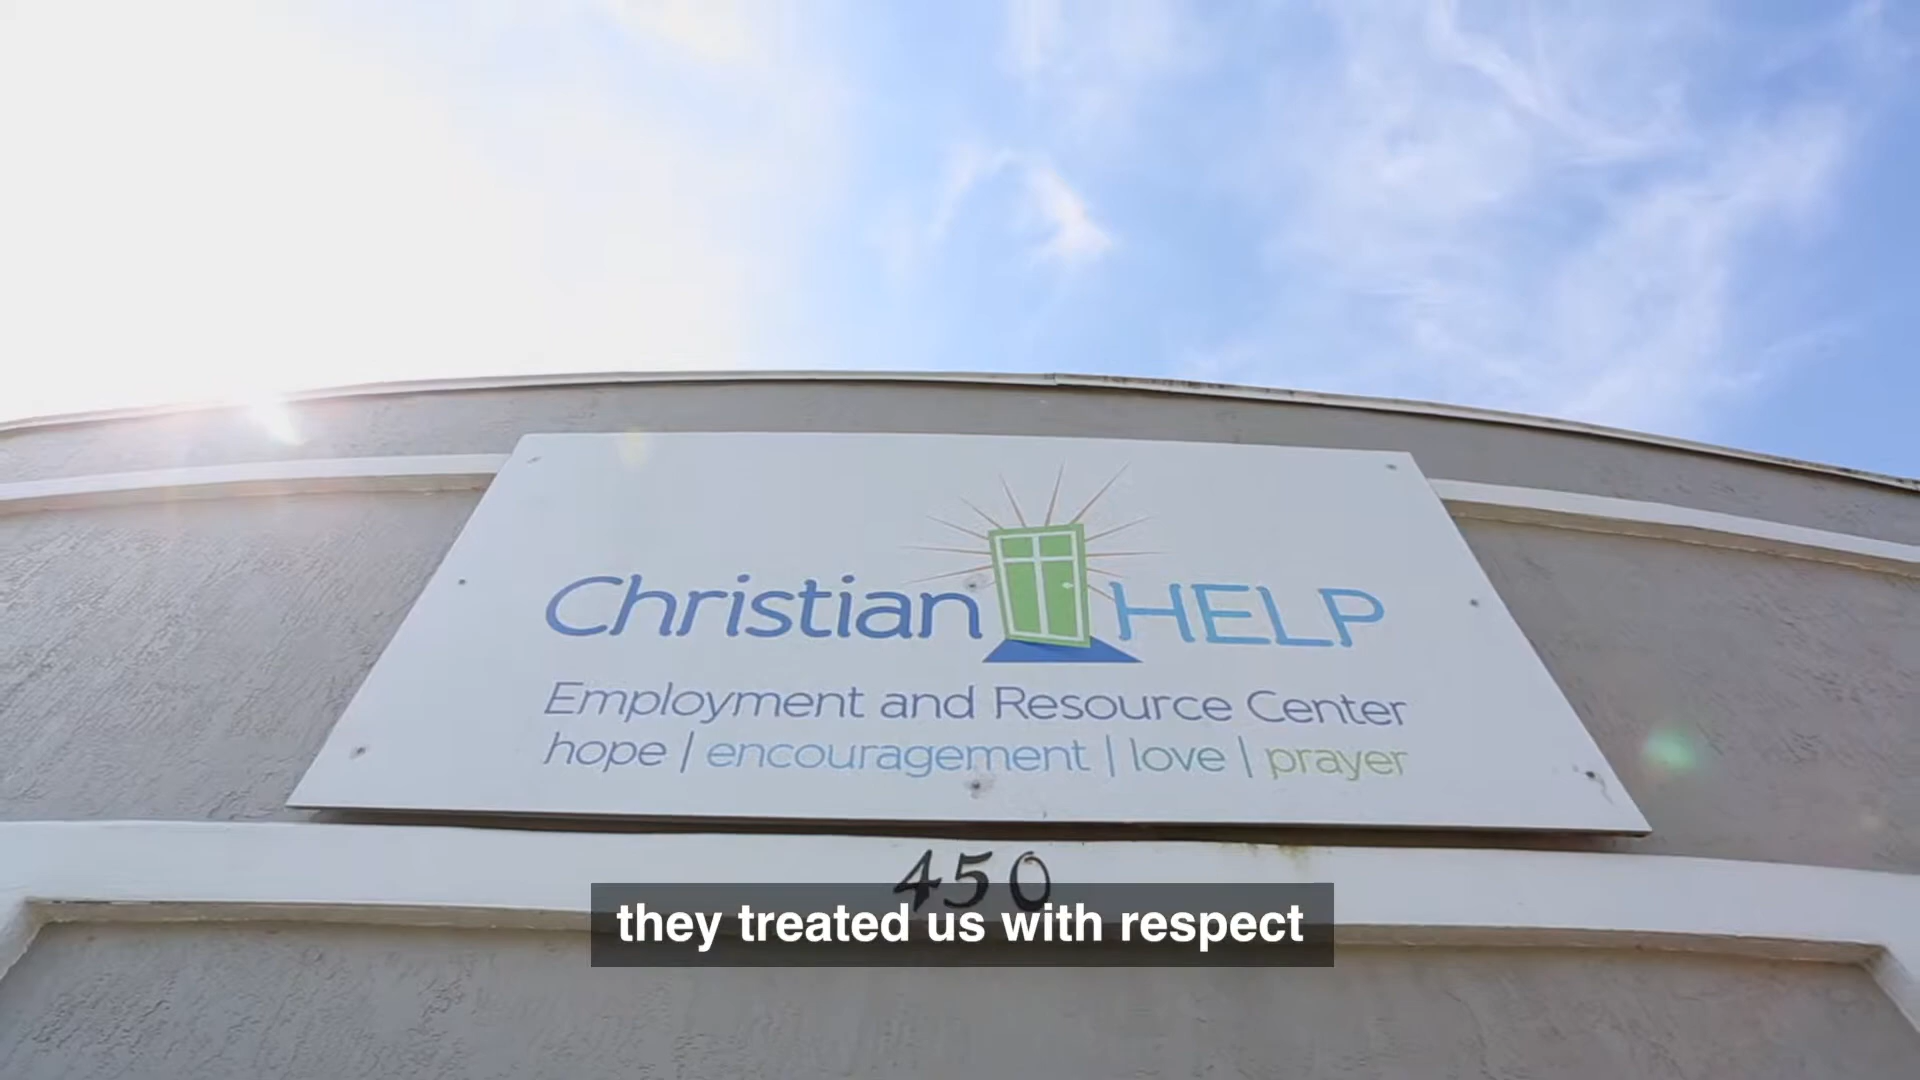 Christian HELP
Employment and Resource Center
hope | encouragement | love | prayer
450
they treated us with respect